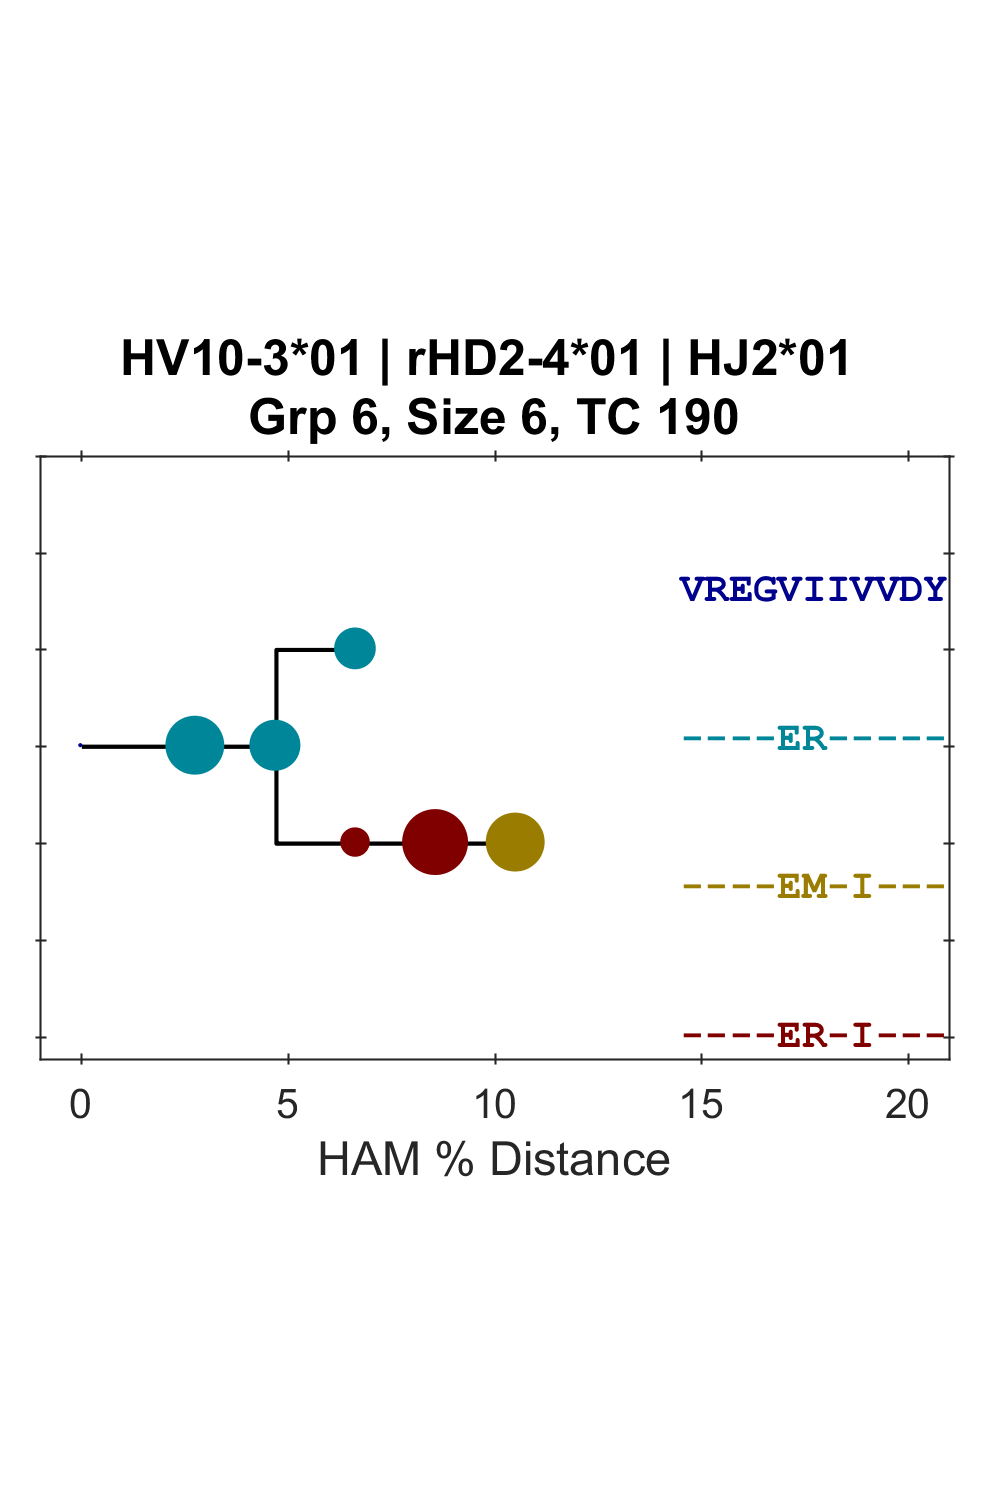 HV10-3*01 | rHD2-4*01 | HJ2*01
Grp 6, Size 6, TC 190
VREGVIIVVDY
----ER-----
----EM-I---
----ER-I---
0 5 10 15 20
HAM % Distance